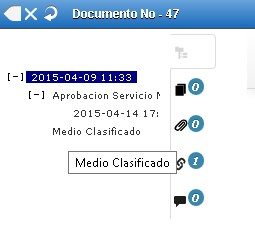 Documento No - 47
[-] 2015-04-09 11:33
[-] Aprobacion Servicio
2015-04-14 17:
Medio Clasificado
Medio Clasificado
0
0
1
0